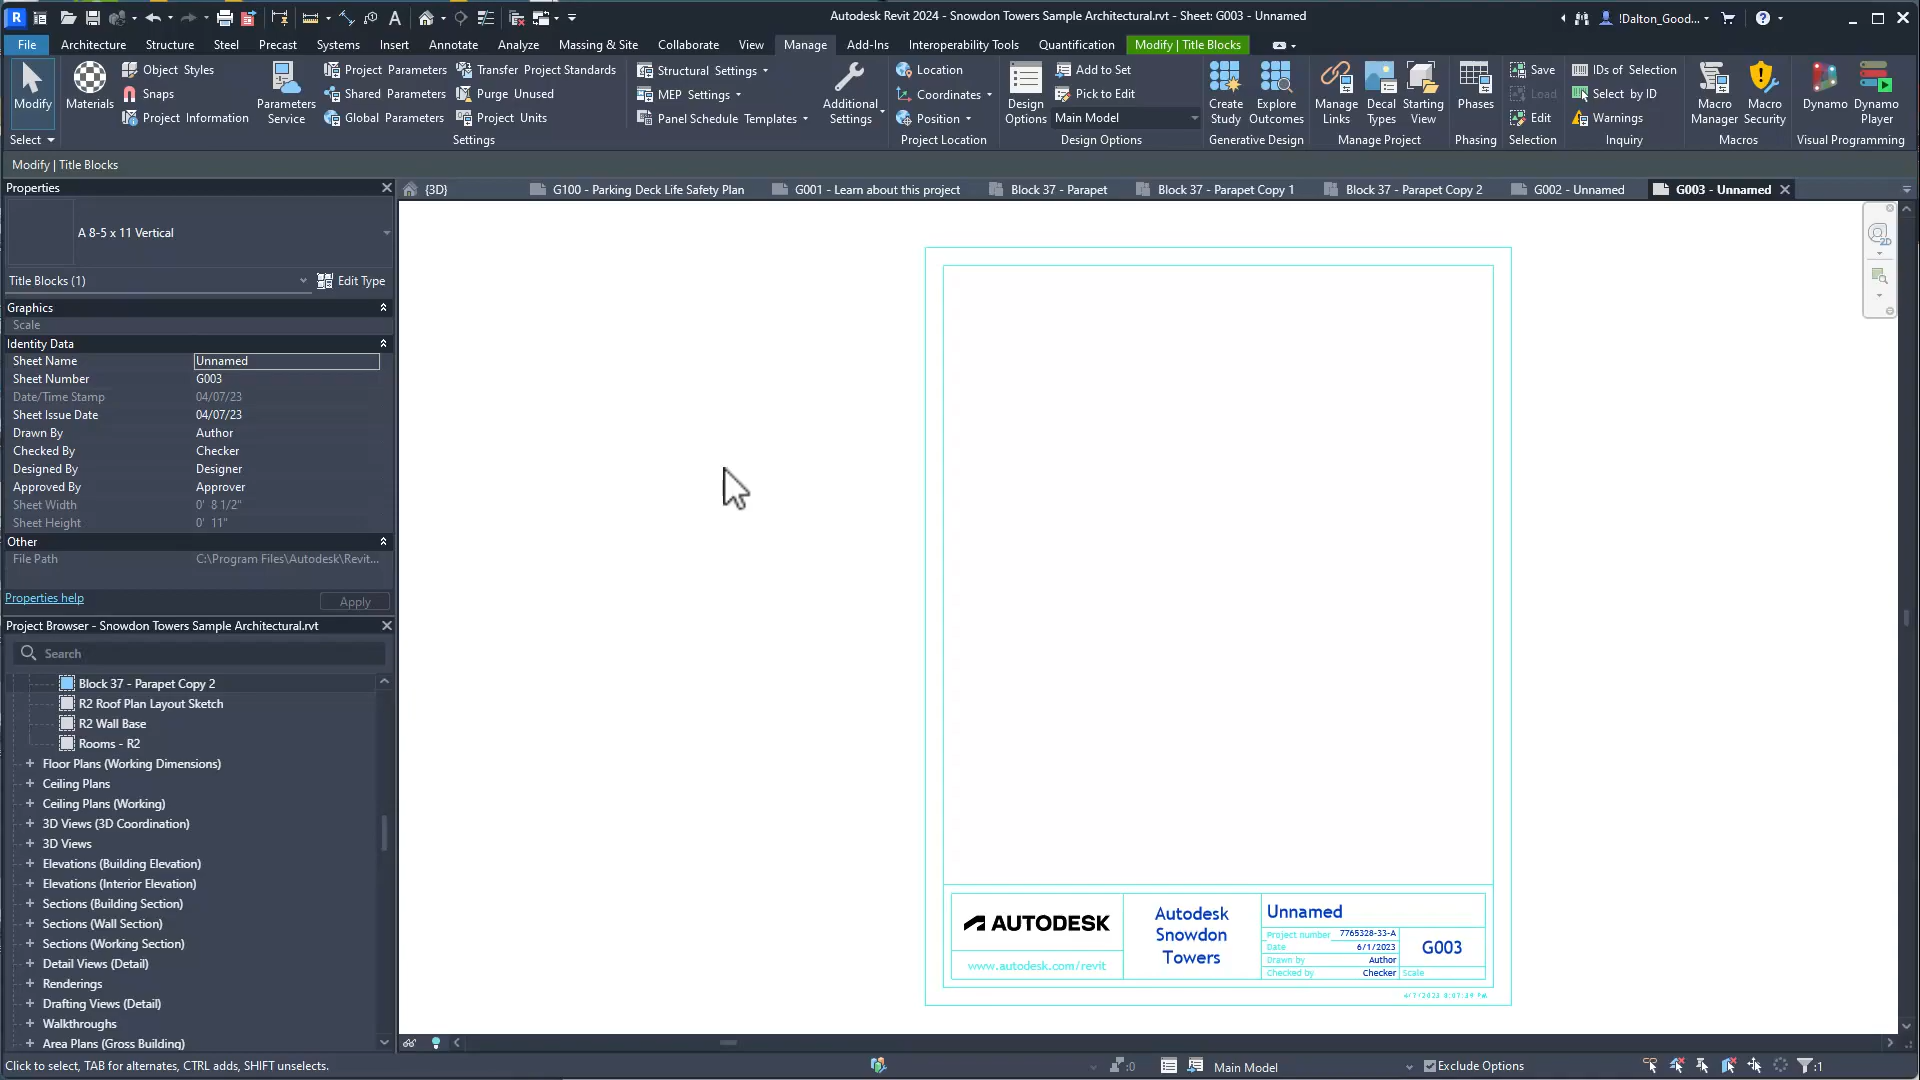 Autodesk Revit 2024 - Snowdon Towers Sample Architectural.rvt - Sheet: G003 - Unnamed
!Dalton_Good...
File Architecture Structure Steel Precast Systems Insert Annotate Analyze Massing & Site Collaborate View Manage Add-Ins Interoperability Tools Quantification Modify | Title Blocks
Modify
Select
Materials
Object Styles
Snaps
Project Information
Parameters Service
Project Parameters
Shared Parameters
Global Parameters
Transfer Project Standards
Purge Unused
Project Units
Settings
Structural Settings
MEP Settings
Panel Schedule Templates
Additional Settings
Location
Coordinates
Position
Project Location
Design Options
Add to Set
Pick to Edit
Main Model
Design Options
Create Study
Explore Outcomes
Generative Design
Manage Links
Decal Types
Starting View
Manage Project
Phases
Phasing
Save
Load
Edit
Selection
IDs of Selection
Select by ID
Warnings
Inquiry
Macro Manager
Macro Security
Macros
Dynamo
Dynamo Player
Visual Programming
Modify | Title Blocks
Properties
A 8-5 x 11 Vertical
Title Blocks (1)
Edit Type
Graphics
Scale
Identity Data
Sheet Name Unnamed
Sheet Number G003
Date/Time Stamp 04/07/23
Sheet Issue Date 04/07/23
Drawn By Author
Checked By Checker
Designed By Designer
Approved By Approver
Sheet Width 0' 8 1/2"
Sheet Height 0' 11"
Other
File Path C:\Program Files\Autodesk\Revit...
Properties help
Apply
Project Browser - Snowdon Towers Sample Architectural.rvt
Search
Block 37 - Parapet Copy 2
R2 Roof Plan Layout Sketch
R2 Wall Base
Rooms - R2
Floor Plans (Working Dimensions)
Ceiling Plans
Ceiling Plans (Working)
3D Views (3D Coordination)
3D Views
Elevations (Building Elevation)
Elevations (Interior Elevation)
Sections (Building Section)
Sections (Wall Section)
Sections (Working Section)
Detail Views (Detail)
Renderings
Drafting Views (Detail)
Walkthroughs
Area Plans (Gross Building)
{3D}
G100 - Parking Deck Life Safety Plan
G001 - Learn about this project
Block 37 - Parapet
Block 37 - Parapet Copy 1
Block 37 - Parapet Copy 2
G002 - Unnamed
G003 - Unnamed
2D
AUTODESK
www.autodesk.com/revit
Autodesk
Snowdon
Towers
Unnamed
Project number 7765328-33-A
Date 6/1/2023
Drawn by Author
Checked by Checker
G003
Scale
4/7/2023 8:07:39 PM
Click to select, TAB for alternates, CTRL adds, SHIFT unselects.
:0
Main Model
Exclude Options
:1